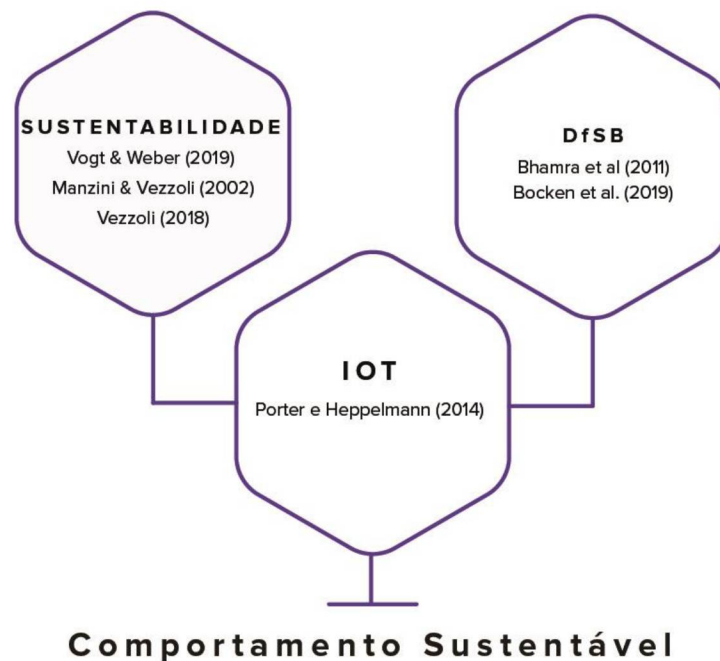 SUSTENTABILIDADE
Vogt & Weber (2019)
Manzini & Vezzoli (2002)
Vezzoli (2018)
DfSB
Bhamra et al (2011)
Bocken et al. (2019)
IOT
Porter e Heppelmann (2014)
Comportamento Sustentável